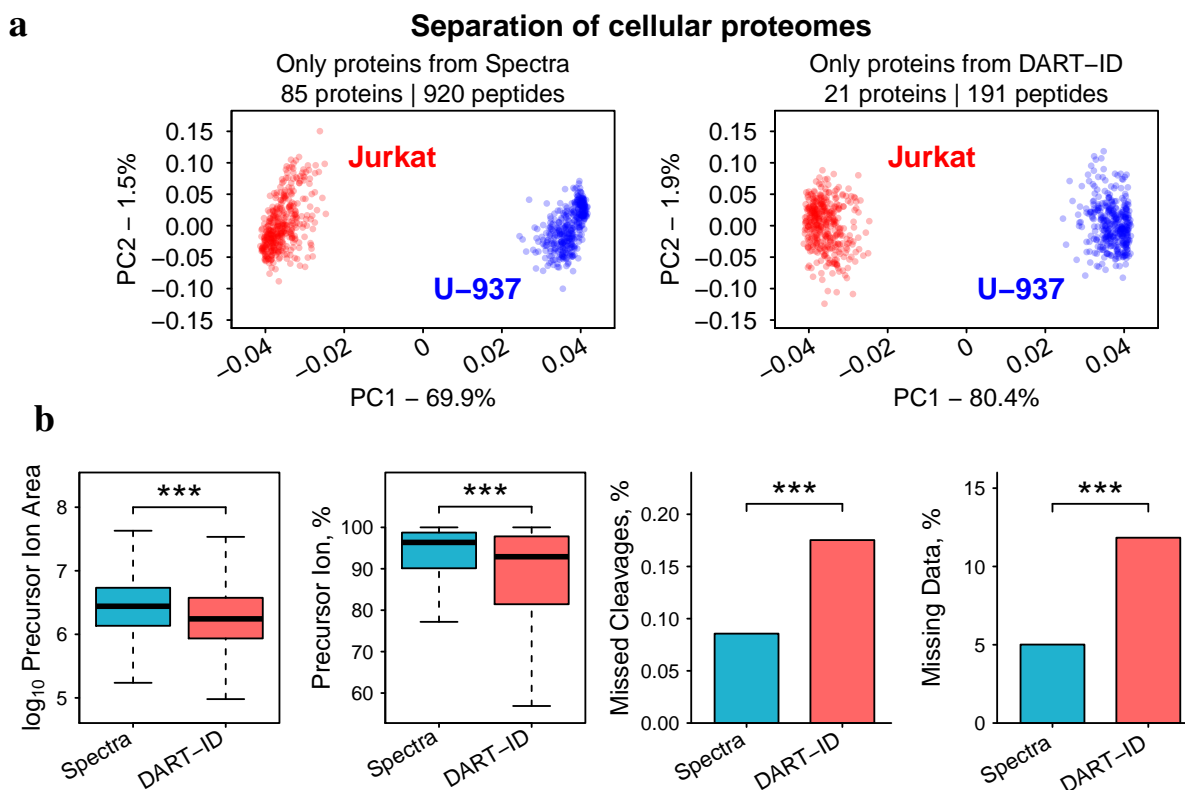 a
Separation of cellular proteomes
Only proteins from Spectra
85 proteins | 920 peptides
PC2 − 1.5%
0.15
0.10
0.05
0.00
−0.05
−0.10
−0.15
Jurkat
U−937
−0.04
−0.02
0
0.02
0.04
PC1 − 69.9%
Only proteins from DART−ID
21 proteins | 191 peptides
PC2 − 1.9%
0.15
0.10
0.05
0.00
−0.05
−0.10
−0.15
Jurkat
U−937
−0.04
−0.02
0
0.02
0.04
PC1 − 80.4%
b
log₁₀ Precursor Ion Area
8
7
6
5
***
Spectra
DART−ID
Precursor Ion, %
100
90
80
70
60
***
Spectra
DART−ID
Missed Cleavages, %
0.20
0.15
0.10
0.05
0.00
***
Spectra
DART−ID
Missing Data, %
15
10
5
0
***
Spectra
DART−ID